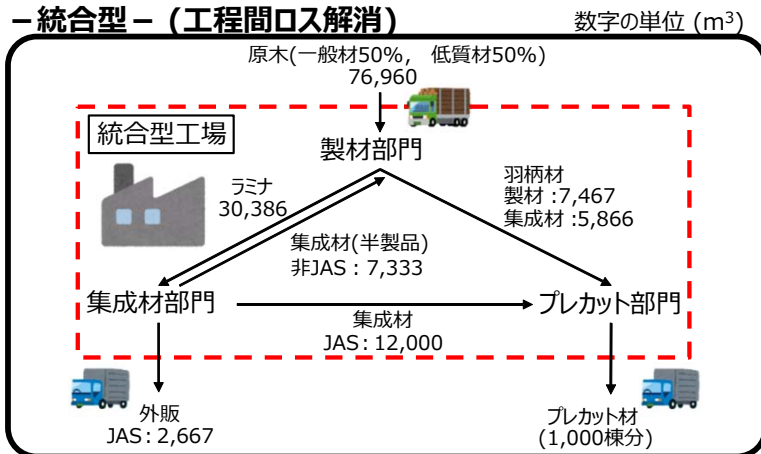 －統合型－ (工程間ロス解消)
数字の単位 (m³)
原木(一般材50%， 低質材50%)
76,960
統合型工場
製材部門
ラミナ
30,386
羽柄材
製材 :7,467
集成材 :5,866
集成材(半製品)
非JAS : 7,333
集成材部門
プレカット部門
集成材
JAS : 12,000
外販
JAS : 2,667
プレカット材
(1,000棟分)